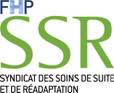 FHP
SSR
SYNDICAT DES SOINS DE SUITE
ET DE RÉADAPTATION